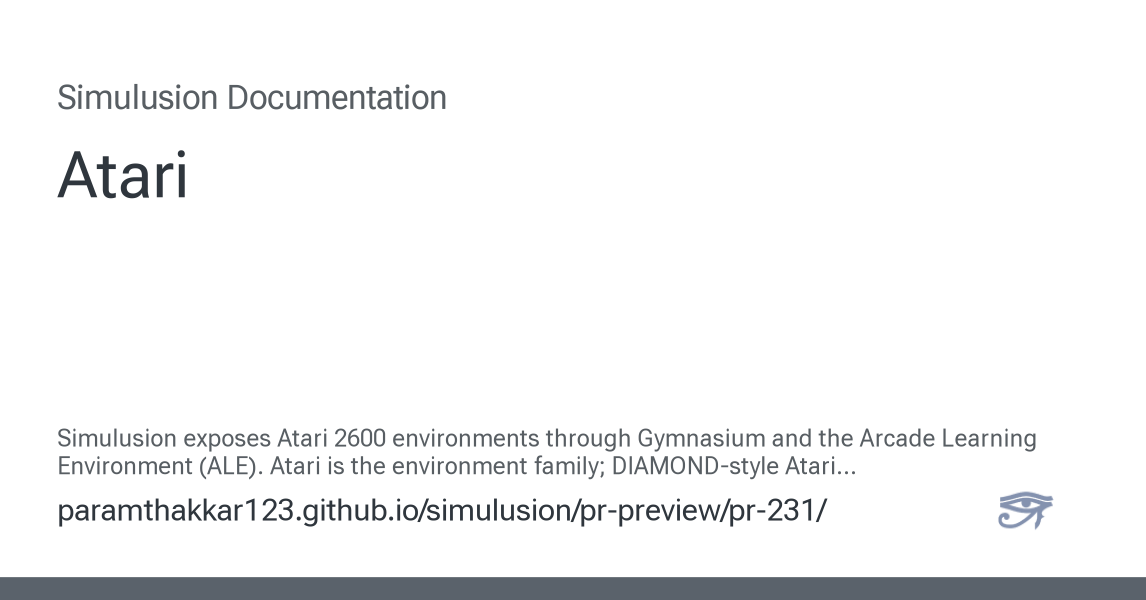 Simulusion Documentation
Atari
Simulusion exposes Atari 2600 environments through Gymnasium and the Arcade Learning
Environment (ALE). Atari is the environment family; DIAMOND-style Atari...
paramthakkar123.github.io/simulusion/pr-preview/pr-231/